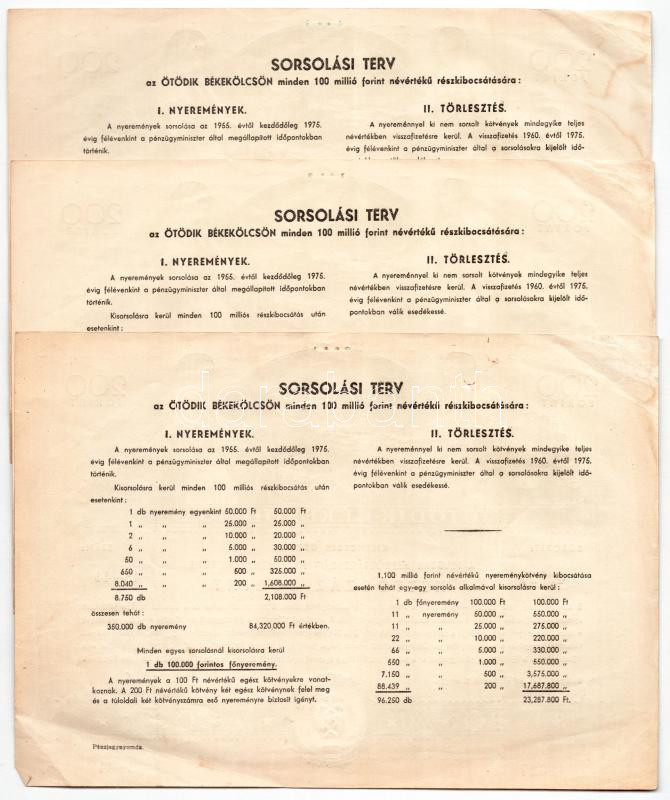 SORSOLÁSI TERV
az ÖTÖDIK BÉKEKÖLCSÖN minden 100 millió forint névértékű részkibocsátására:
I. NYEREMÉNYEK.
A nyeremények sorsolása az 1955. évtől kezdődőleg 1975.
évig félévenkint a pénzügyminiszter által megállapított időpontokban
történik.
II. TÖRLESZTÉS.
A nyereménnyel ki nem sorsolt kötvények mindegyike teljes
névértékben visszafizetésre kerül. A visszafizetés 1960. évtől 1975.
évig félévenkint a pénzügyminiszter által a sorsolásokra kijelölt idő-
SORSOLÁSI TERV
az ÖTÖDIK BÉKEKÖLCSÖN minden 100 millió forint névértékű részkibocsátására:
I. NYEREMÉNYEK.
A nyeremények sorsolása az 1955. évtől kezdődőleg 1975.
évig félévenkint a pénzügyminiszter által megállapított időpontokban
történik.
Kisorsolásra kerül minden 100 milliós részkibocsátás után
esetenkint:
II. TÖRLESZTÉS.
A nyereménnyel ki nem sorsolt kötvények mindegyike teljes
névértékben visszafizetésre kerül. A visszafizetés 1960. évtől 1975.
évig félévenkint a pénzügyminiszter által a sorsolásokra kijelölt idő-
pontokban válik esedékessé.
SORSOLÁSI TERV
az ÖTÖDIK BÉKEKÖLCSÖN minden 100 millió forint névértékű részkibocsátására:
I. NYEREMÉNYEK.
A nyeremények sorsolása az 1955. évtől kezdődőleg 1975.
évig félévenkint a pénzügyminiszter által megállapított időpontokban
történik.
Kisorsolásra kerül minden 100 milliós részkibocsátás után
esetenkint:
1 db nyeremény egyenkint 50.000 Ft 50.000 Ft
1 „ „ „ 25.000 „ 25.000 „
2 „ „ „ 10.000 „ 20.000 „
6 „ „ „ 5.000 „ 30.000 „
50 „ „ „ 1.000 „ 50.000 „
650 „ „ „ 500 „ 325.000 „
8.040 „ „ „ 200 „ 1,608.000 „
8.750 db 2,108.000 Ft
összesen tehát:
350.000 db nyeremény 84,320.000 Ft értékben.
Minden egyes sorsolásnál kisorsolásra kerül
1 db 100.000 forintos főnyeremény.
A nyeremények a 100 Ft névértékű egész kötvényekre vonat-
koznak. A 200 Ft névértékű kötvény két egész kötvénynek felel meg
és a túloldali két kötvényszámra eső nyereményre biztosít igényt.
Pénzjegynyomda.
II. TÖRLESZTÉS.
A nyereménnyel ki nem sorsolt kötvények mindegyike teljes
névértékben visszafizetésre kerül. A visszafizetés 1960. évtől 1975.
évig félévenkint a pénzügyminiszter által a sorsolásokra kijelölt idő-
pontokban válik esedékessé.
1.100 millió forint névértékű nyereménykötvény kibocsátása
esetén tehát egy-egy sorsolás alkalmával kisorsolásra kerül:
1 db főnyeremény 100.000 Ft 100.000 Ft
11 „ nyeremény 50.000 „ 550.000 „
11 „ „ 25.000 „ 275.000 „
22 „ „ 10.000 „ 220.000 „
66 „ „ 5.000 „ 330.000 „
550 „ „ 1.000 „ 550.000 „
7.150 „ „ 500 „ 3,575.000 „
88.439 „ „ 200 „ 17,687.800 „
96.250 db 23,287.800 Ft.